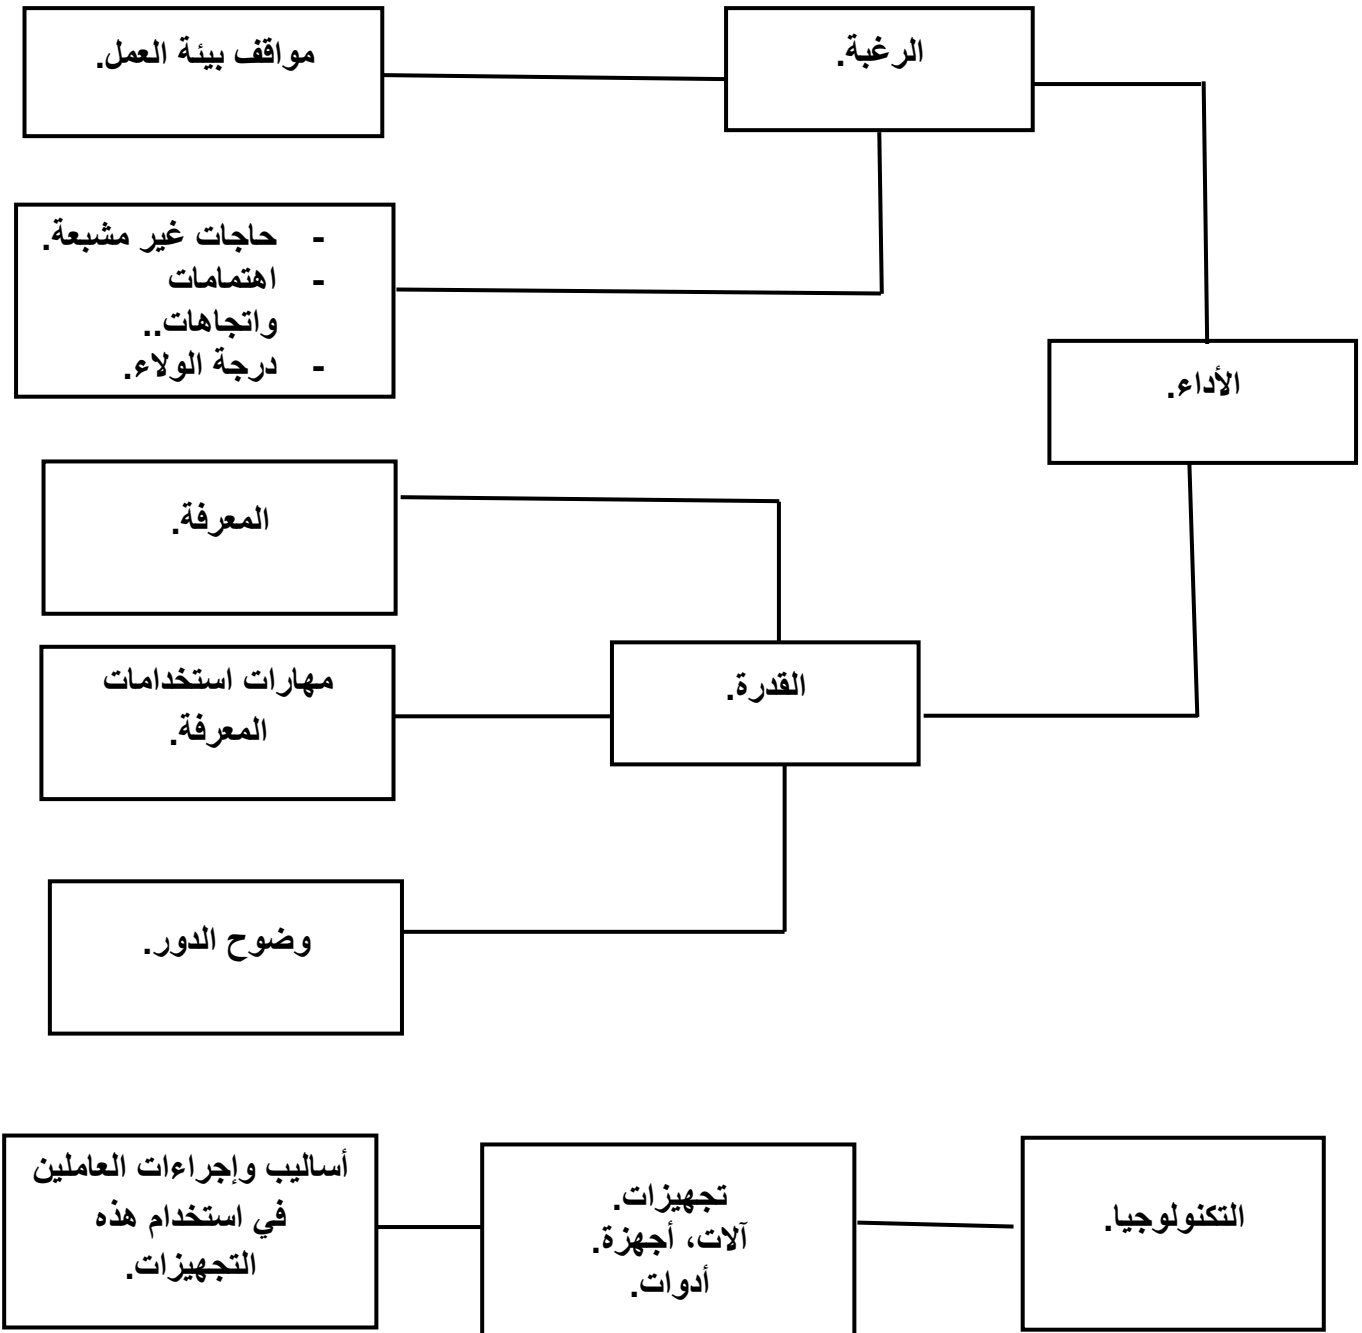 الرغبة.
مواقف بيئة العمل.
- حاجات غير مشبعة.
- اهتمامات
واتجاهات..
- درجة الولاء.
الأداء.
المعرفة.
القدرة.
مهارات استخدامات
المعرفة.
وضوح الدور.
التكنولوجيا.
تجهيزات.
آلات، أجهزة.
أدوات.
أساليب وإجراءات العاملين
في استخدام هذه
التجهيزات.